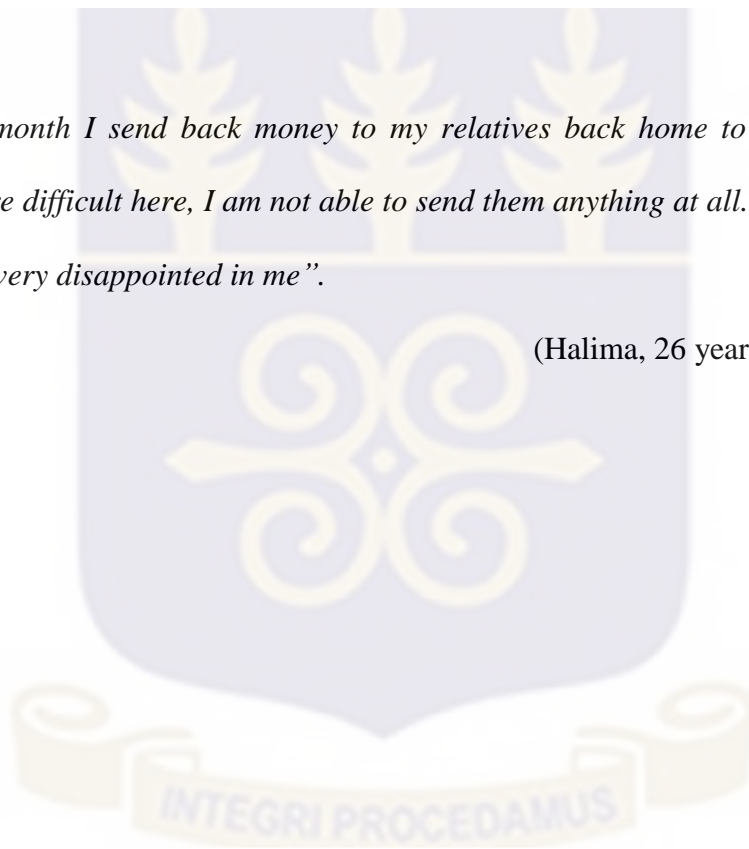 month I send back money to my relatives back home to
difficult here, I am not able to send them anything at all.
very disappointed in me”.
(Halima, 26 year
INTEGRI PROCEDAMUS